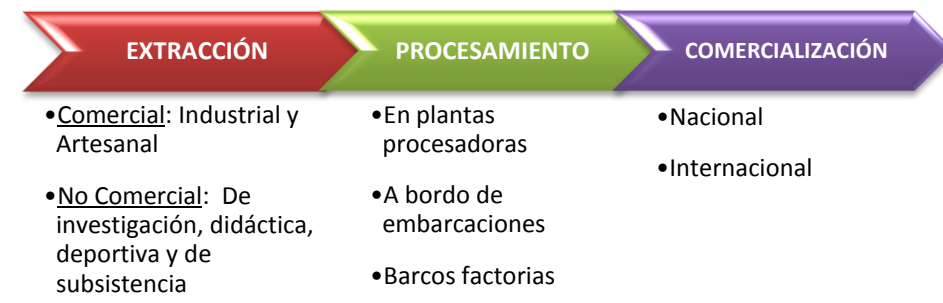 EXTRACCIÓN
•Comercial: Industrial y
Artesanal
•No Comercial: De
investigación, didáctica,
deportiva y de
subsistencia
PROCESAMIENTO
•En plantas
procesadoras
•A bordo de
embarcaciones
•Barcos factorias
COMERCIALIZACIÓN
•Nacional
•Internacional